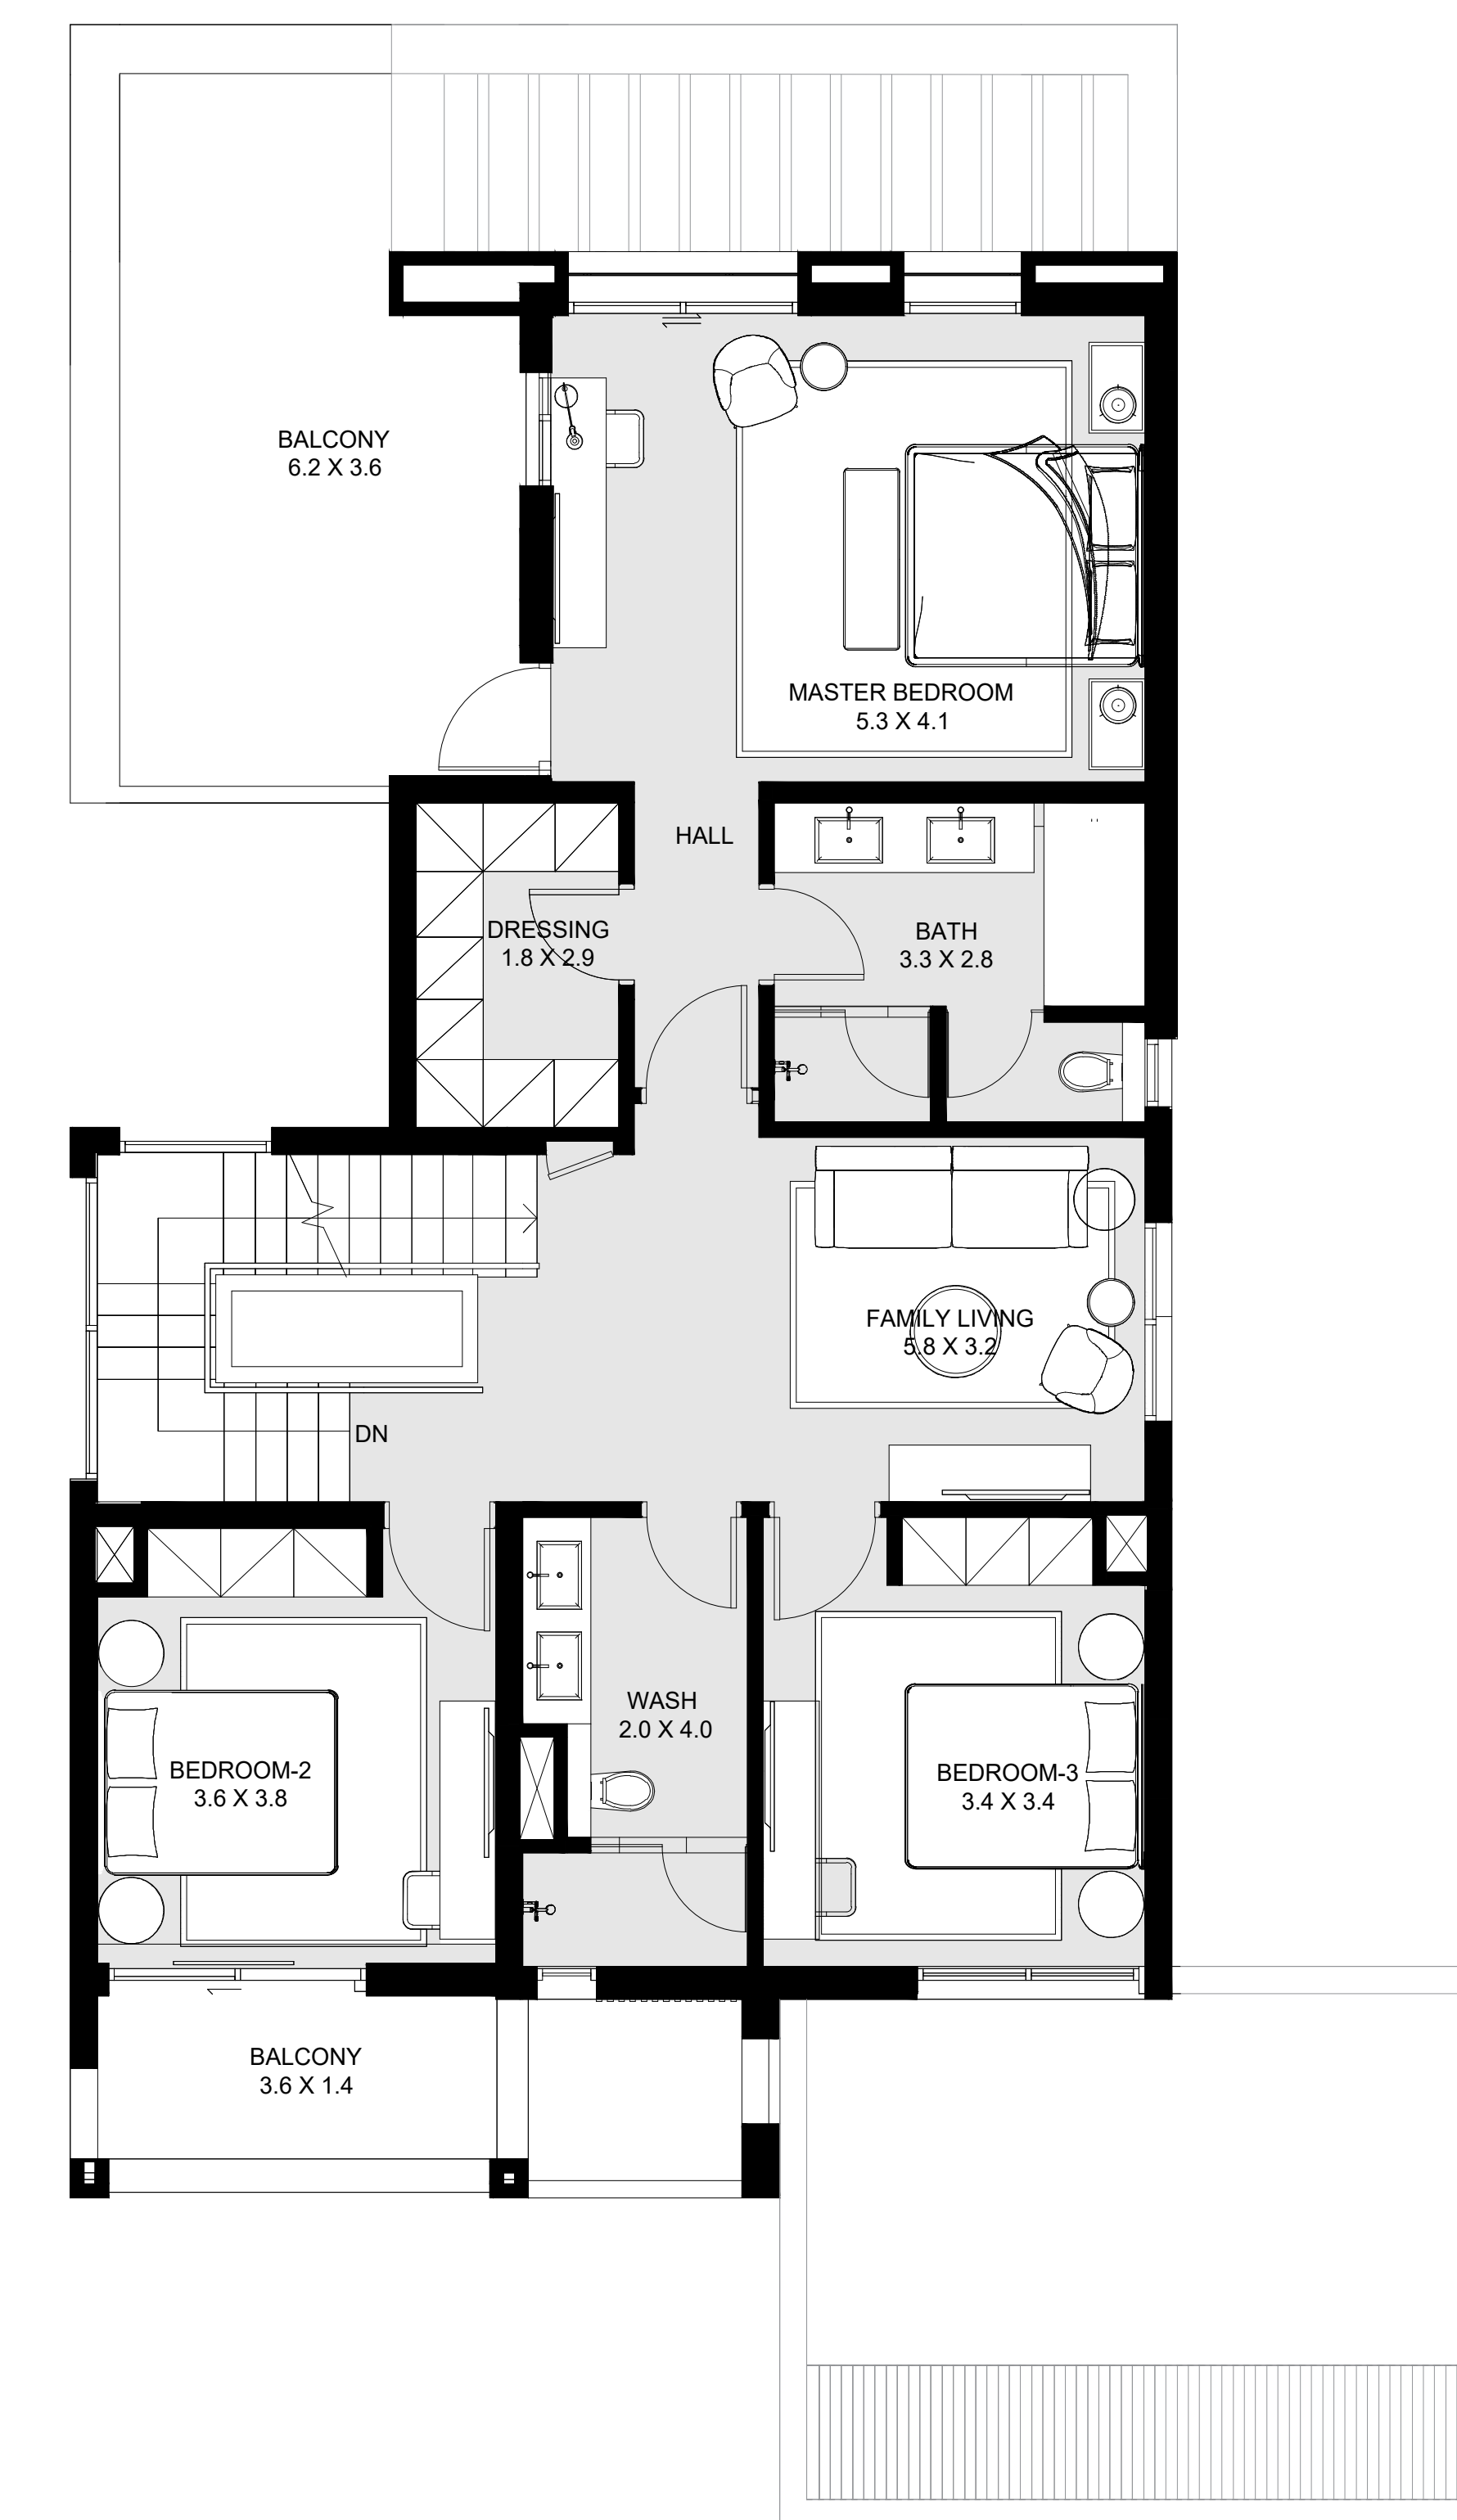 BALCONY
6.2 X 3.6
MASTER BEDROOM
5.3 X 4.1
HALL
DRESSING
1.8 X 2.9
BATH
3.3 X 2.8
FAMILY LIVING
5.8 X 3.2
DN
WASH
2.0 X 4.0
BEDROOM-2
3.6 X 3.8
BEDROOM-3
3.4 X 3.4
BALCONY
3.6 X 1.4